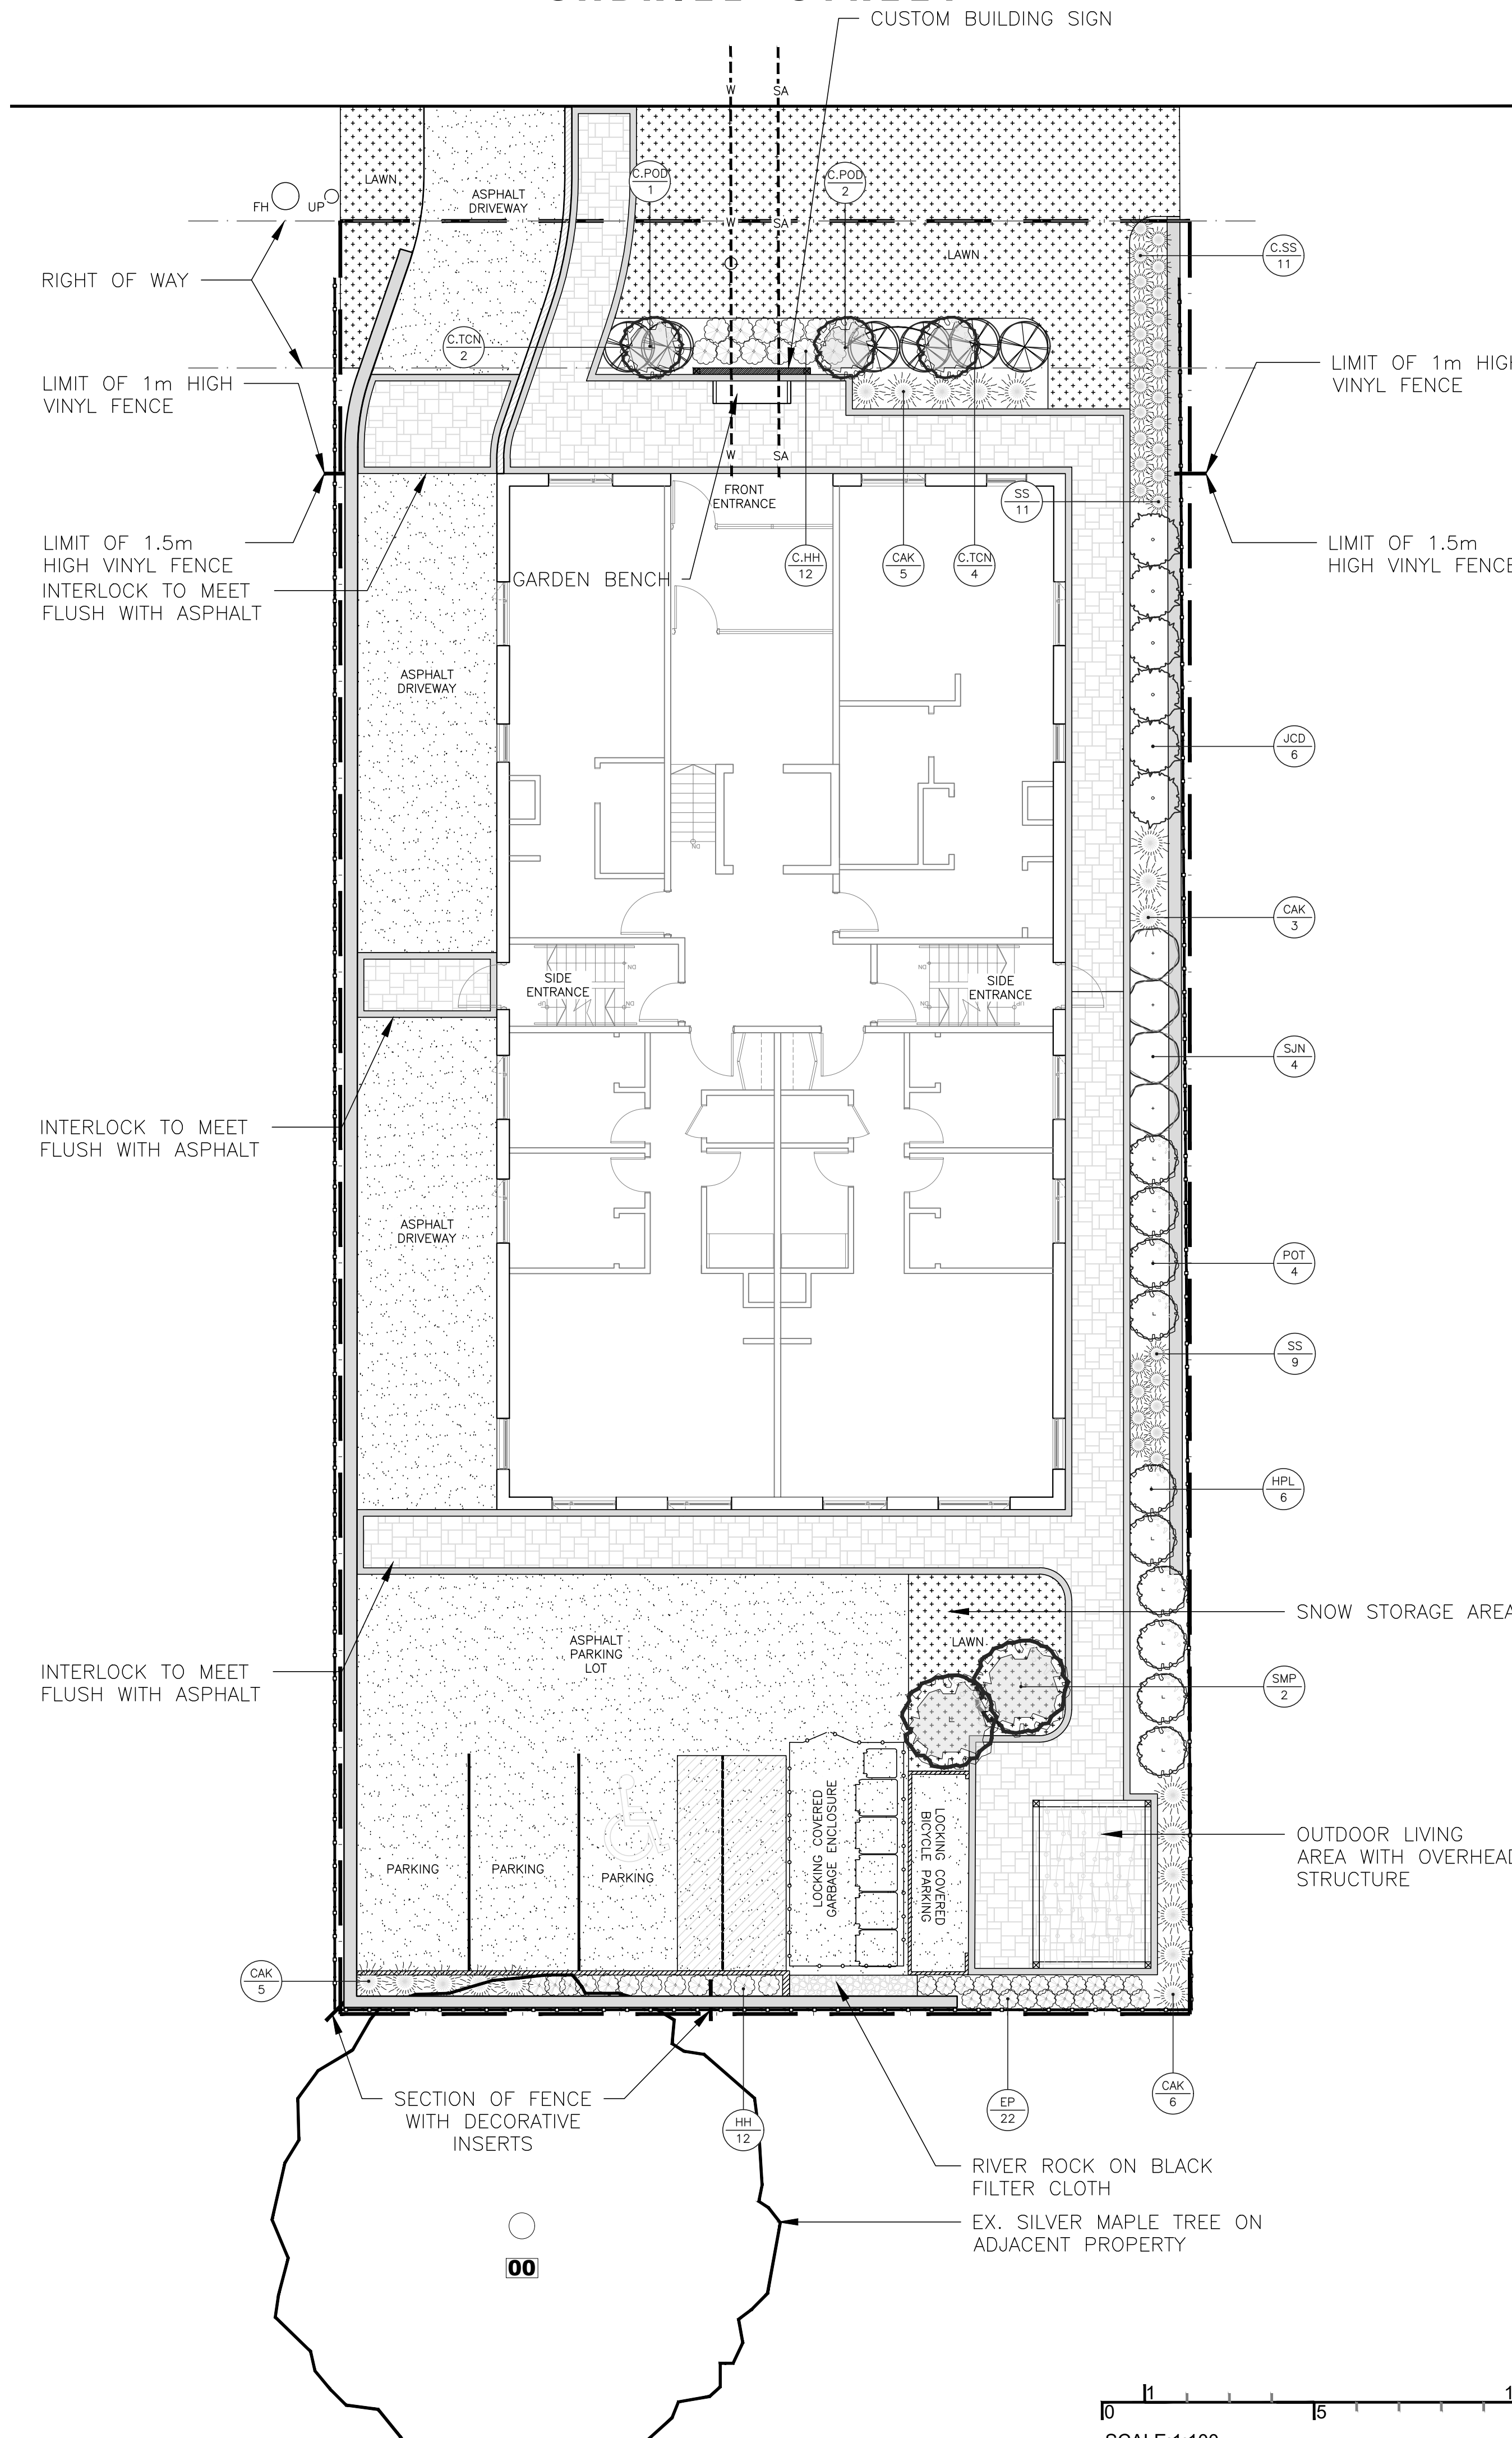 CUSTOM BUILDING SIGN
W
SA
LAWN
ASPHALT
DRIVEWAY
C.POD
1
C.POD
2
FH
UP
W
SA
LAWN
C.SS
11
RIGHT OF WAY
C.TCN
2
LIMIT OF 1m HIGH
VINYL FENCE
LIMIT OF 1m HIGH
VINYL FENCE
W
SA
FRONT
ENTRANCE
SS
11
LIMIT OF 1.5m
HIGH VINYL FENCE
LIMIT OF 1.5m
HIGH VINYL FENCE
INTERLOCK TO MEET
FLUSH WITH ASPHALT
GARDEN BENCH
C.HH
12
CAK
5
C.TCN
4
ASPHALT
DRIVEWAY
JCD
6
DN
CAK
3
SIDE
ENTRANCE
DN
DN
UP
DN
DN
UP
SIDE
ENTRANCE
SJN
4
INTERLOCK TO MEET
FLUSH WITH ASPHALT
ASPHALT
DRIVEWAY
POT
4
SS
9
HPL
6
SNOW STORAGE AREA
ASPHALT
PARKING
LOT
LAWN
INTERLOCK TO MEET
FLUSH WITH ASPHALT
SMP
2
LOCKING COVERED
GARBAGE ENCLOSURE
LOCKING COVERED
BICYCLE PARKING
OUTDOOR LIVING
AREA WITH OVERHEAD
STRUCTURE
PARKING
PARKING
PARKING
CAK
5
SECTION OF FENCE
WITH DECORATIVE
INSERTS
HH
12
EP
22
CAK
6
RIVER ROCK ON BLACK
FILTER CLOTH
EX. SILVER MAPLE TREE ON
ADJACENT PROPERTY
00
1
0
5